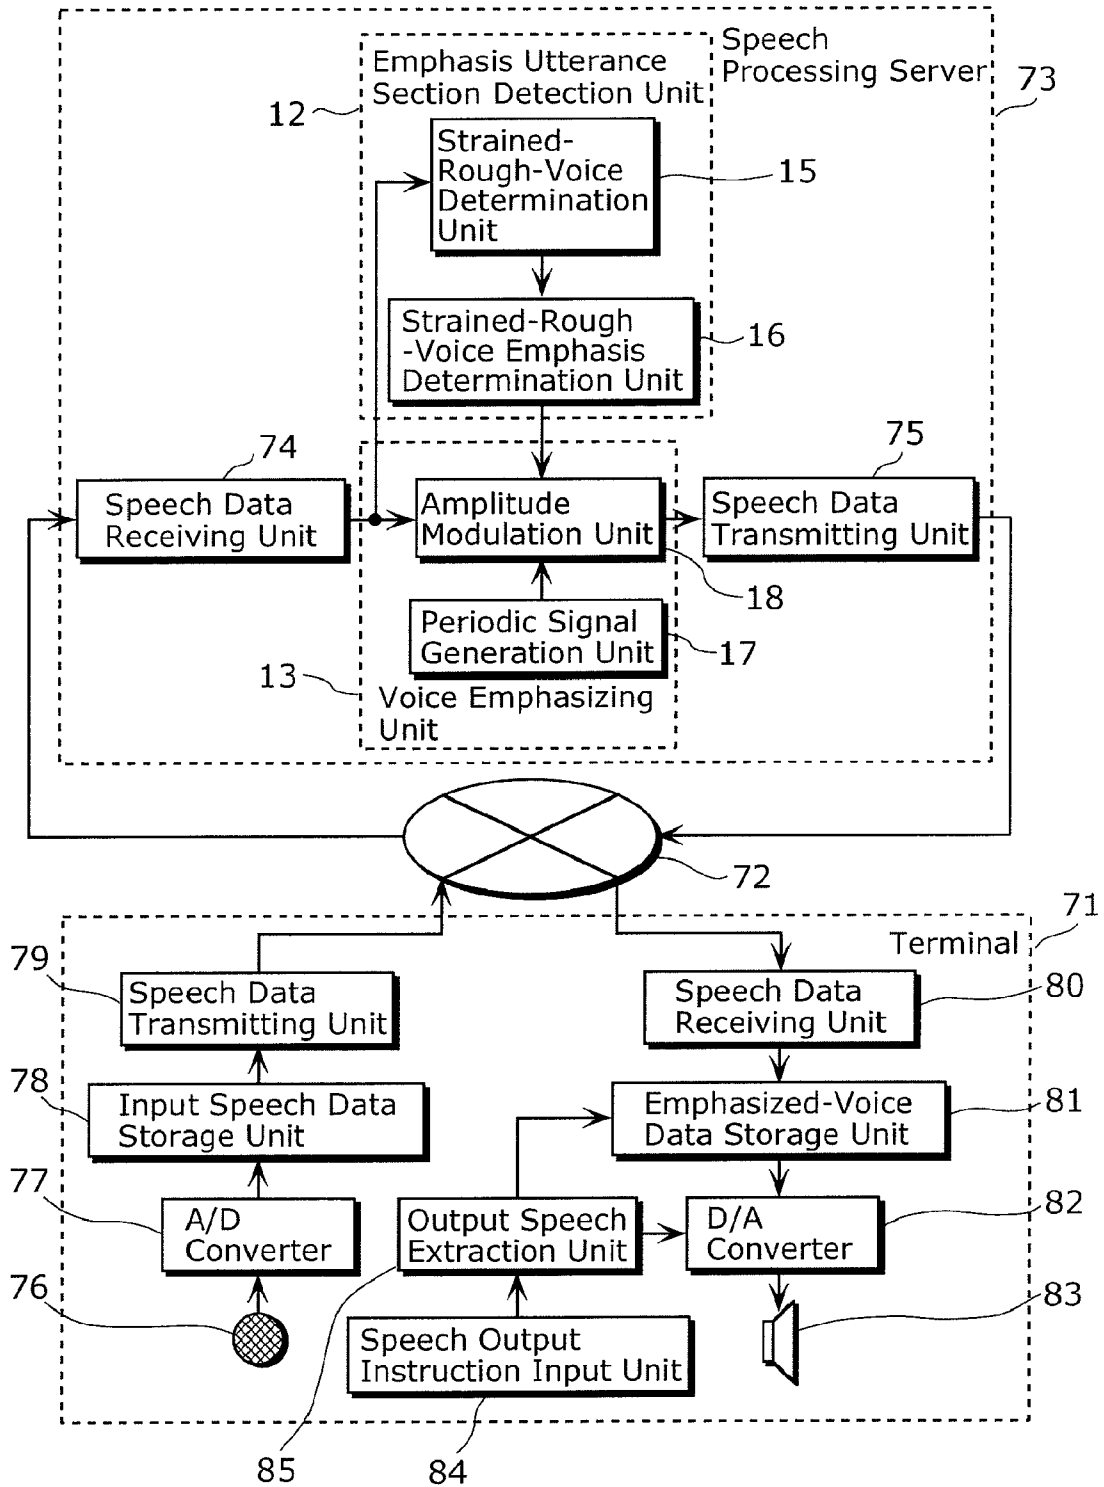 Speech
Processing Server
73
Emphasis Utterance
Section Detection Unit
12
Strained-
Rough-Voice
Determination
Unit
15
Strained-Rough
-Voice Emphasis
Determination Unit
16
74
Speech Data
Receiving Unit
Amplitude
Modulation Unit
18
75
Speech Data
Transmitting Unit
Periodic Signal
Generation Unit
17
13
Voice Emphasizing
Unit
72
71
Terminal
79
Speech Data
Transmitting Unit
Speech Data
Receiving Unit
80
78
Input Speech Data
Storage Unit
Emphasized-Voice
Data Storage Unit
81
77
A/D
Converter
Output Speech
Extraction Unit
D/A
Converter
82
76
Speech Output
Instruction Input Unit
83
85
84